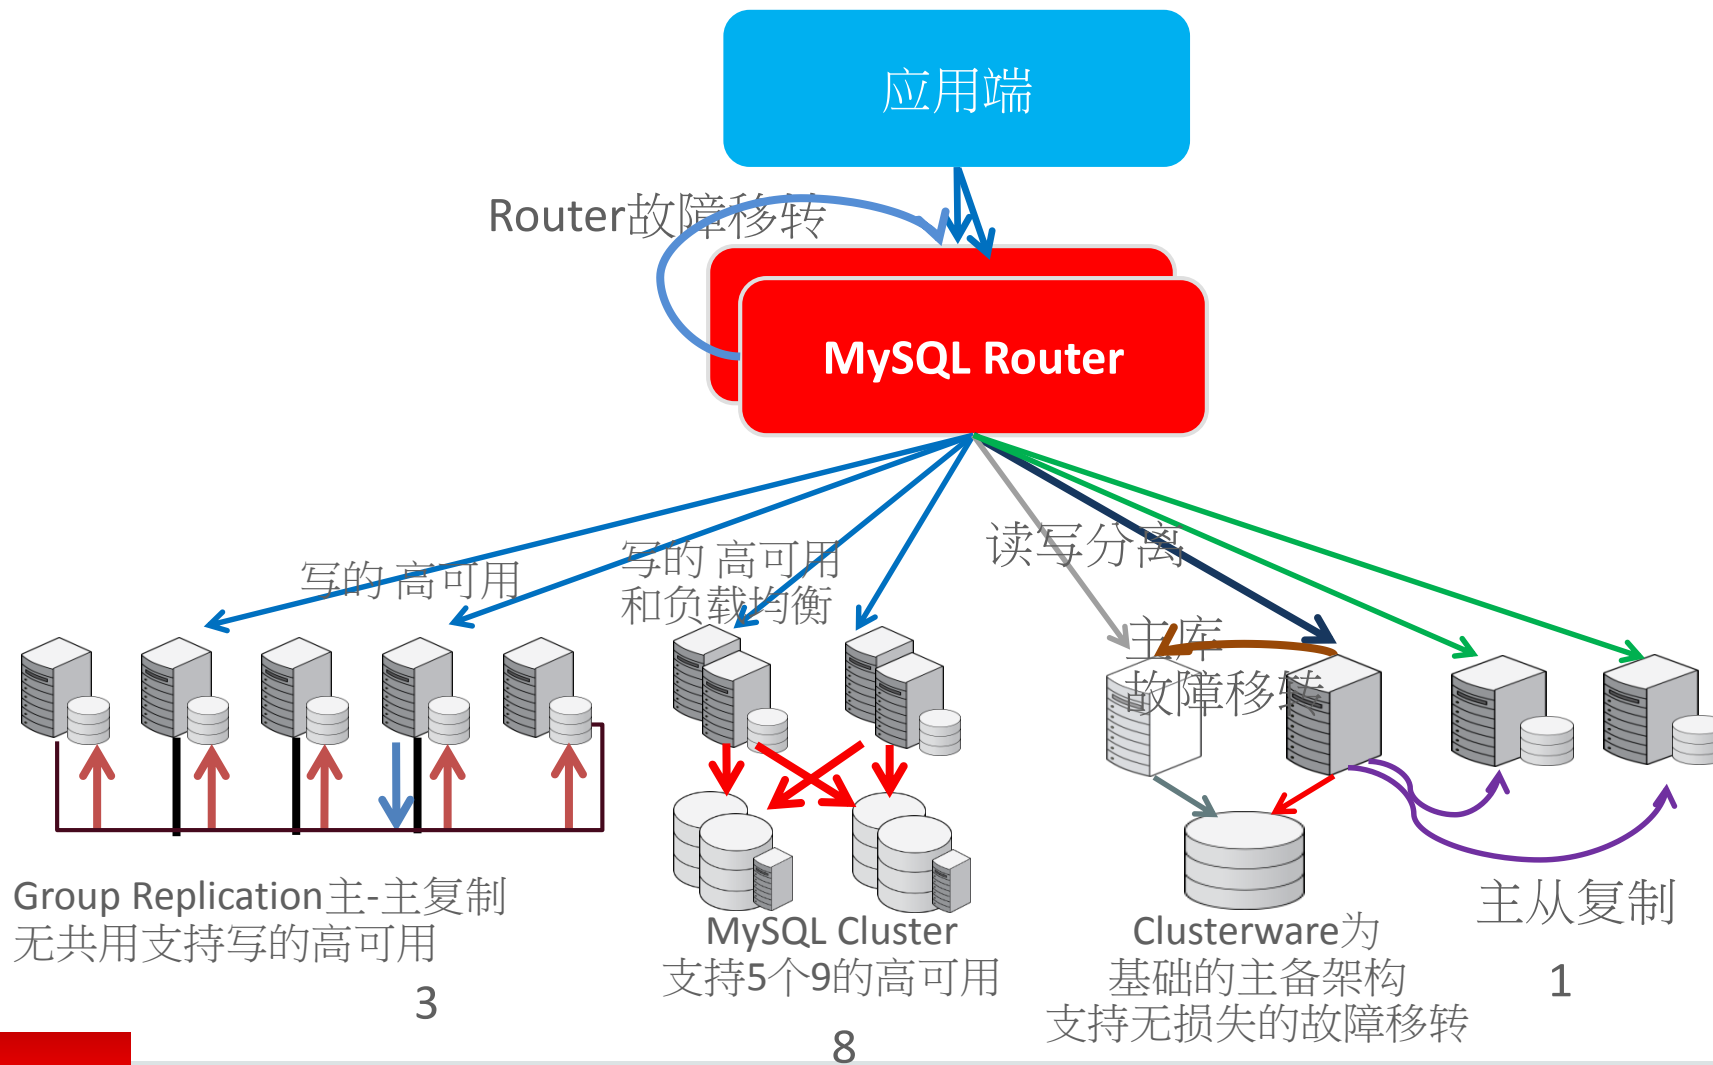 应用端
Router故障移转
MySQL Router
写的 高可用
写的 高可用
和负载均衡
读写分离
主库
故障移转
Group Replication主-主复制
无共用支持写的高可用
3
MySQL Cluster
支持5个9的高可用
8
Clusterware为
基础的主备架构
支持无损失的故障移转
主从复制
1